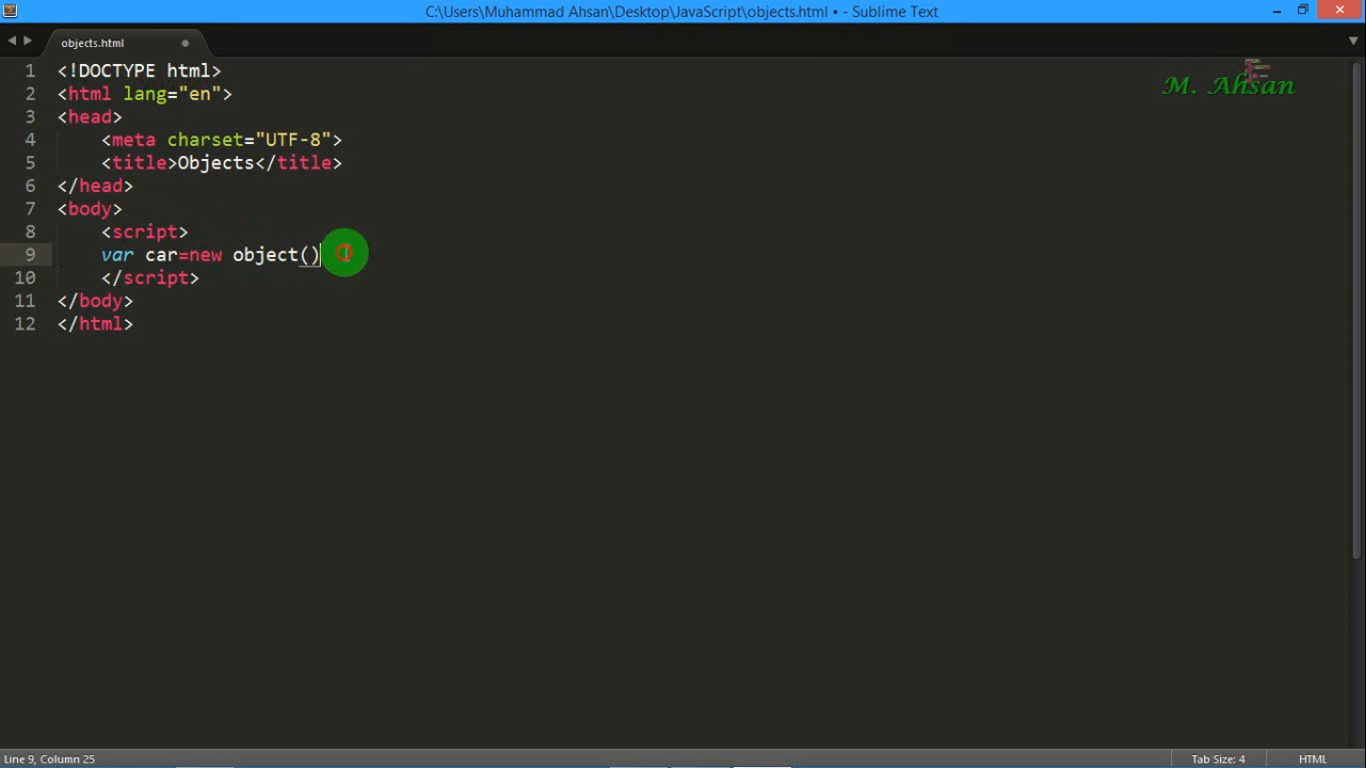 C:\Users\Muhammad Ahsan\Desktop\JavaScript\objects.html • - Sublime Text
objects.html
M. Ahsan
1 <!DOCTYPE html>
2 <html lang="en">
3 <head>
4 <meta charset="UTF-8">
5 <title>Objects</title>
6 </head>
7 <body>
8 <script>
9 var car=new object()
10 </script>
11 </body>
12 </html>
Line 9, Column 25
Tab Size: 4
HTML